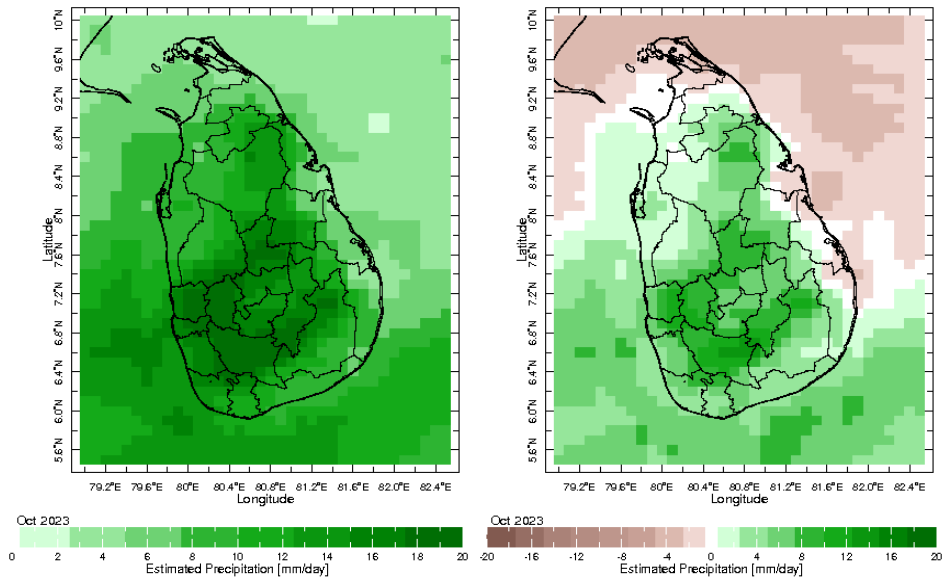 10°N
9.6°N
9.2°N
8.8°N
8.4°N
8°N
7.6°N
7.2°N
6.8°N
6.4°N
6.0°N
5.6°N
Latitude
79.2°E 79.6°E 80°E 80.4°E 80.8°E 81.2°E 81.6°E 82.0°E 82.4°E
Longitude
Oct 2023
0 2 4 6 8 10 12 14 16 18 20
Estimated Precipitation [mm/day]
10°N
9.6°N
9.2°N
8.8°N
8.4°N
8°N
7.6°N
7.2°N
6.8°N
6.4°N
6.0°N
5.6°N
Latitude
79.2°E 79.6°E 80°E 80.4°E 80.8°E 81.2°E 81.6°E 82.0°E 82.4°E
Longitude
Oct 2023
-20 -16 -12 -8 -4 0 4 8 12 16 20
Estimated Precipitation [mm/day]